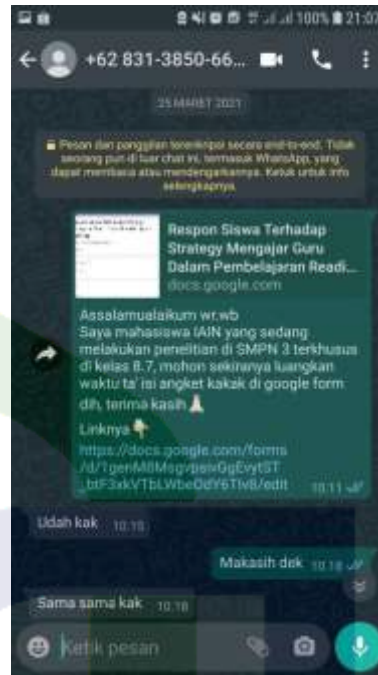 100% 21:07
+62 831-3850-66...
25 MARET 2021
Pesan dan panggilan terenkripsi secara end-to-end. Tidak
seorang pun di luar chat ini, termasuk WhatsApp, yang
dapat membaca atau mendengarkannya. Ketuk untuk info
selengkapnya.
Respon Siswa Terhadap
Strategy Mengajar Guru
Dalam Pembelajaran Readi...
docs.google.com
Assalamualaikum wr.wb
Saya mahasiswa IAIN yang sedang
melakukan penelitian di SMPN 3 terkhusus
di kelas 8.7, mohon sekiranya luangkan
waktu ta' isi angket kakak di google form
dih, terima kasih
Linknya
https://docs.google.com/forms
10:11
Udah kak 10:18
Makasih dek 10:18
Sama sama kak 10:18
Ketik pesan